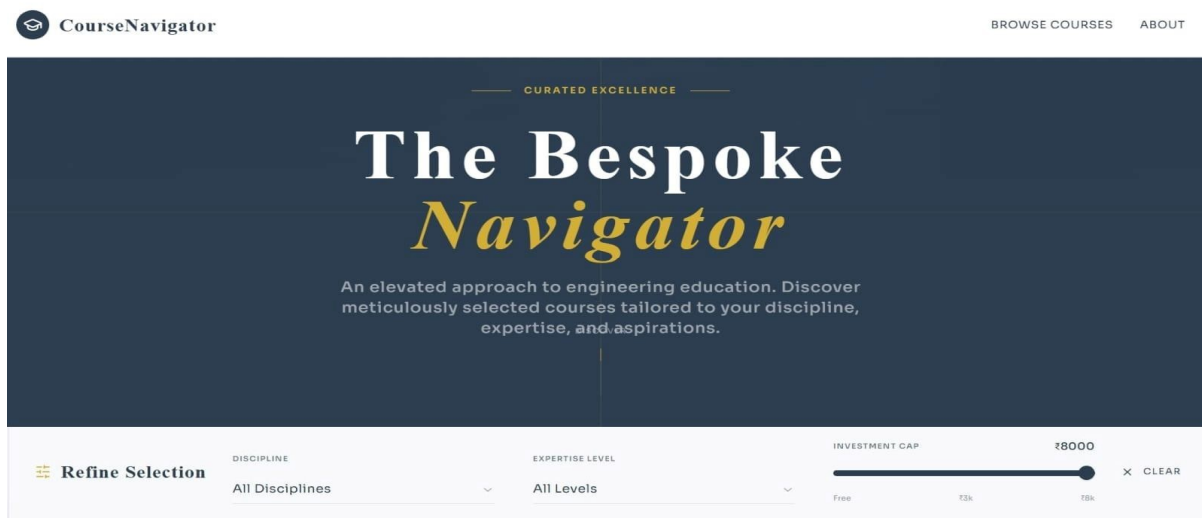 CourseNavigator
BROWSE COURSES
ABOUT
CURATED EXCELLENCE
The Bespoke
Navigator
An elevated approach to engineering education. Discover
meticulously selected courses tailored to your discipline,
expertise, and aspirations.
Refine Selection
DISCIPLINE
All Disciplines
EXPERTISE LEVEL
All Levels
INVESTMENT CAP
₹8000
Free
₹3k
₹8k
CLEAR